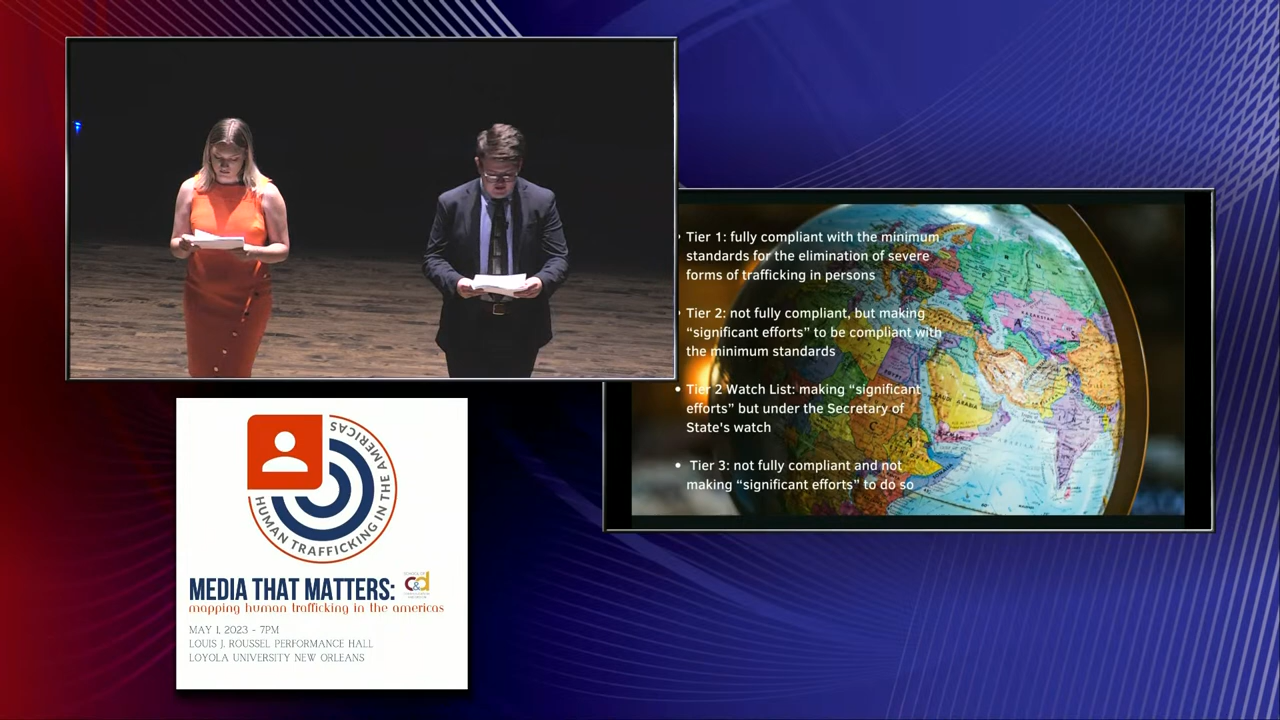 • Tier 1: fully compliant with the minimum
standards for the elimination of severe
forms of trafficking in persons
• Tier 2: not fully compliant, but making
“significant efforts” to be compliant with
the minimum standards
• Tier 2 Watch List: making “significant
efforts” but under the Secretary of
State's watch
• Tier 3: not fully compliant and not
making “significant efforts” to do so
HUMAN TRAFFICKING IN THE AMERICAS
MEDIA THAT MATTERS:
c&d
mapping human trafficking in the americas
MAY 1, 2023 - 7PM
LOUIS J. ROUSSEL PERFORMANCE HALL
LOYOLA UNIVERSITY NEW ORLEANS